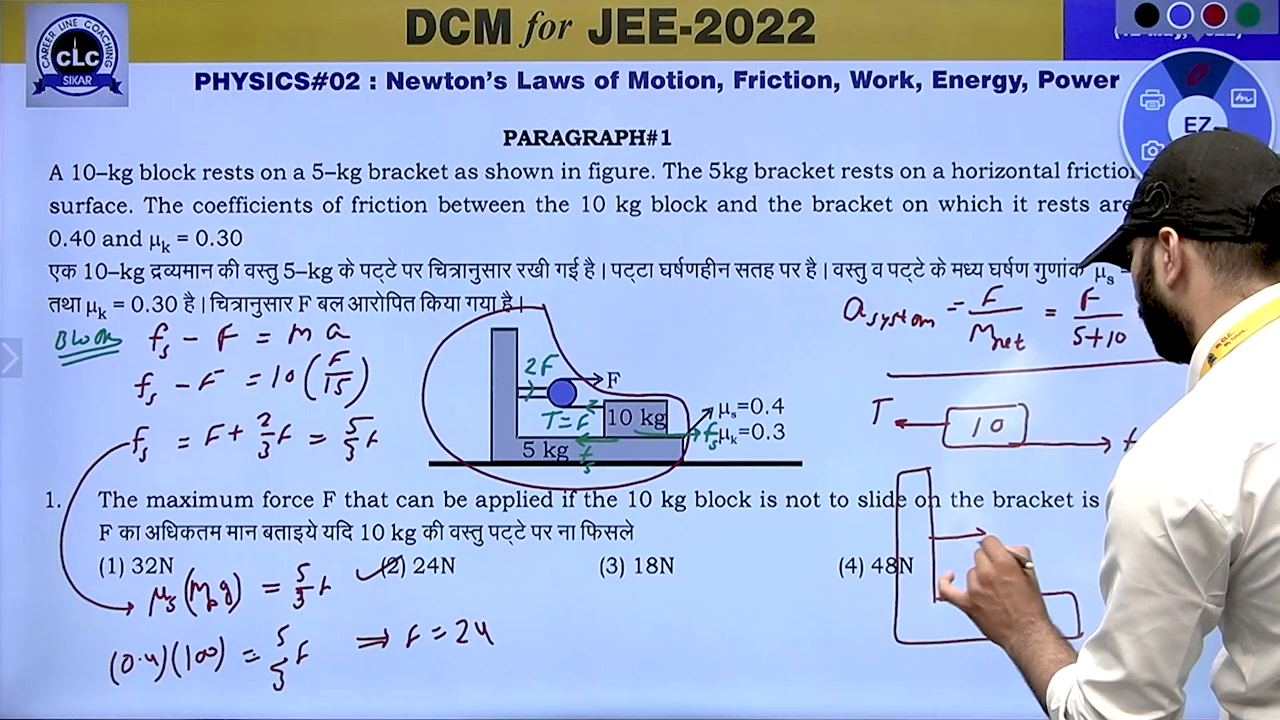 DCM for JEE-2022
CAREER LINE COACHING
CLC
SIKAR
PHYSICS#02 : Newton's Laws of Motion, Friction, Work, Energy, Power
EZ
PARAGRAPH#1
A 10–kg block rests on a 5–kg bracket as shown in figure. The 5kg bracket rests on a horizontal friction
surface. The coefficients of friction between the 10 kg block and the bracket on which it rests are
0.40 and μk = 0.30
एक 10–kg द्रव्यमान की वस्तु 5–kg के पट्टे पर चित्रानुसार रखी गई है। पट्टा घर्षणहीन सतह पर है। वस्तु व पट्टे के मध्य घर्षण गुणांक μs =
तथा μk = 0.30 है। चित्रानुसार F बल आरोपित किया गया है।
Block fs - F = m a
fs - F = 10 (F/15)
fs = F + 2/3 F = 5/3 F
a system = F/Mnet = F/5+10
2F
F
T=F
10 kg
μs=0.4
fs
μk=0.3
5 kg
fs
T
10
1. The maximum force F that can be applied if the 10 kg block is not to slide on the bracket is
F का अधिकतम मान बताइये यदि 10 kg की वस्तु पट्टे पर ना फिसले
(1) 32N (2) 24N (3) 18N (4) 48N
(0.4)(100) = 5/3 F ⇒ F = 24